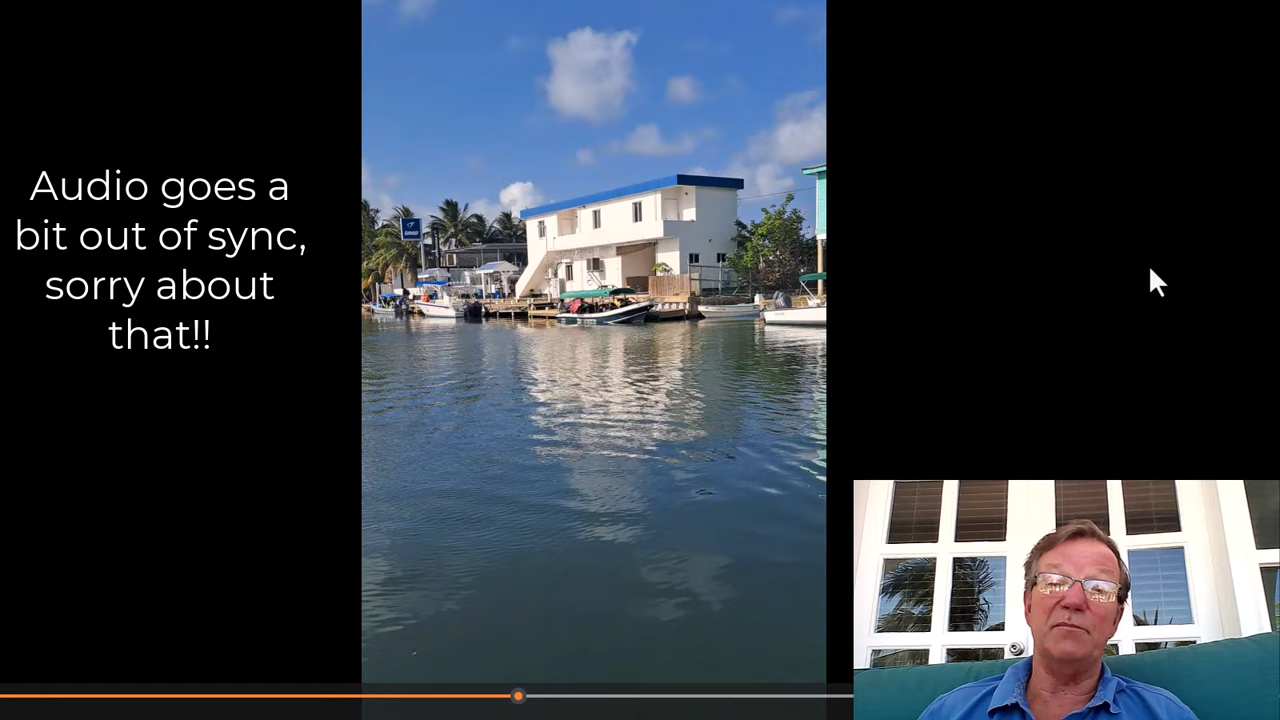 Audio goes a
bit out of sync,
sorry about
that!!